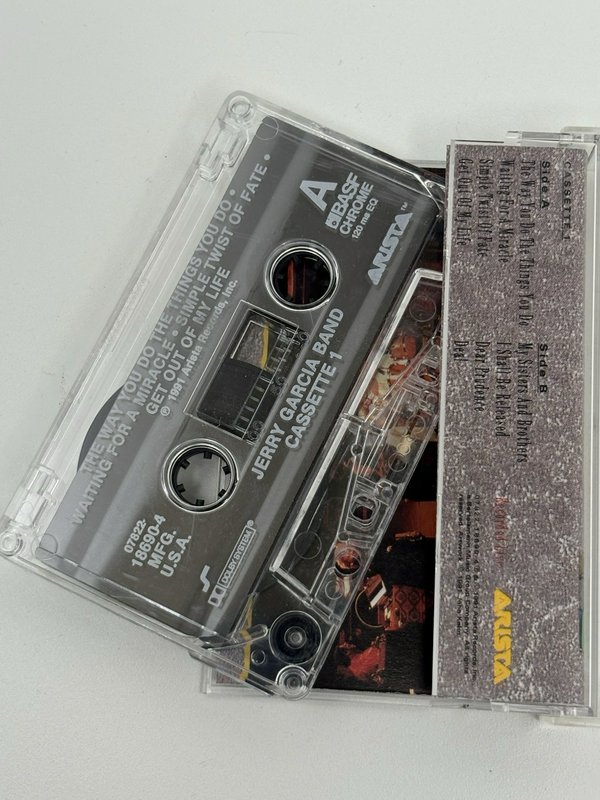 A
BASF
CHROME
120 ms EQ
ARISTA™
THE WAY YOU DO THE THINGS YOU DO •
WAITING FOR A MIRACLE • SIMPLE TWIST OF FATE •
GET OUT OF MY LIFE
℗ 1991 Arista Records, Inc.
JERRY GARCIA BAND
CASSETTE 1
07822-
18690-4
MFG.
U.S.A.
DOLBY SYSTEM®
CASSETTE 1
Side A
The Way You Do The Things You Do
Waiting For A Miracle
Simple Twist Of Fate
Get Out Of My Life
Side B
My Sisters And Brothers
I Shall Be Released
Dear Prudence
Deal
ARISTA